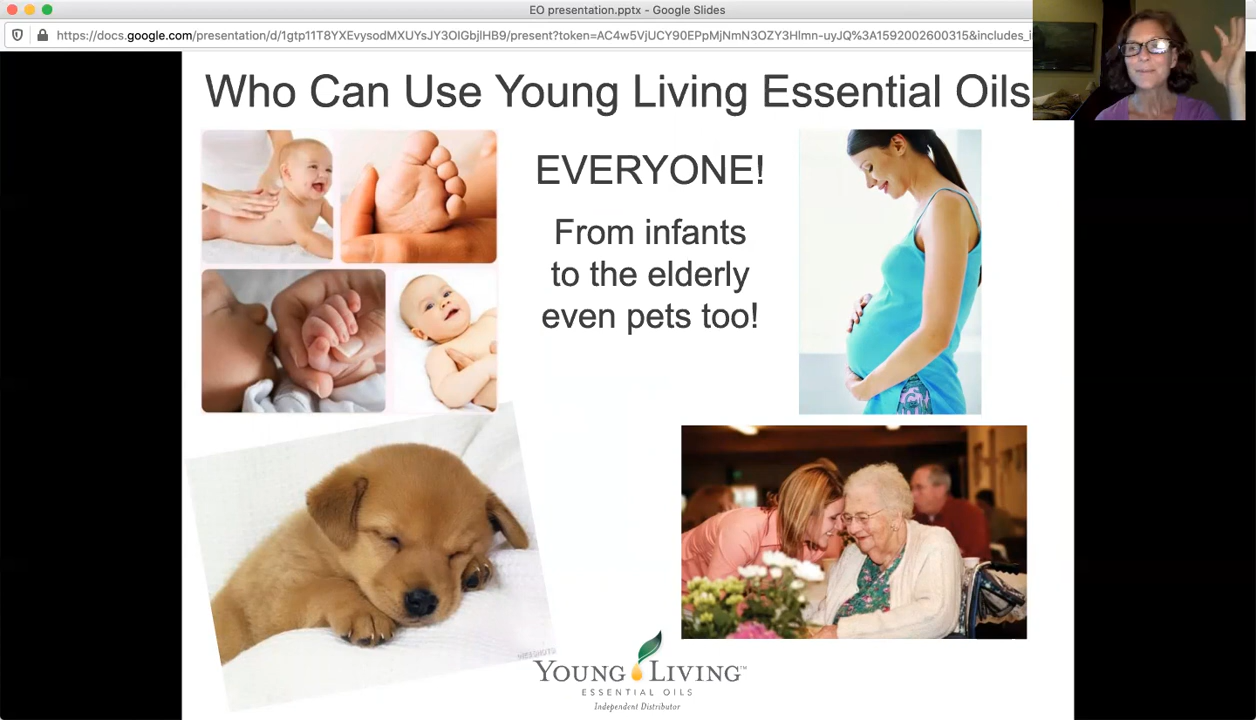 EO presentation.pptx - Google Slides
https://docs.google.com/presentation/d/1gtp11T8YXEvysodMXUYsJY3OIGbjlHB9/present?token=AC4w5VjUCY90EPpMjNmN3OZY3Hlmn-uyJQ%3A1592002600315&includes_i
Who Can Use Young Living Essential Oils
EVERYONE!
From infants
to the elderly
even pets too!
YOUNG LIVING™
ESSENTIAL OILS
Independent Distributor